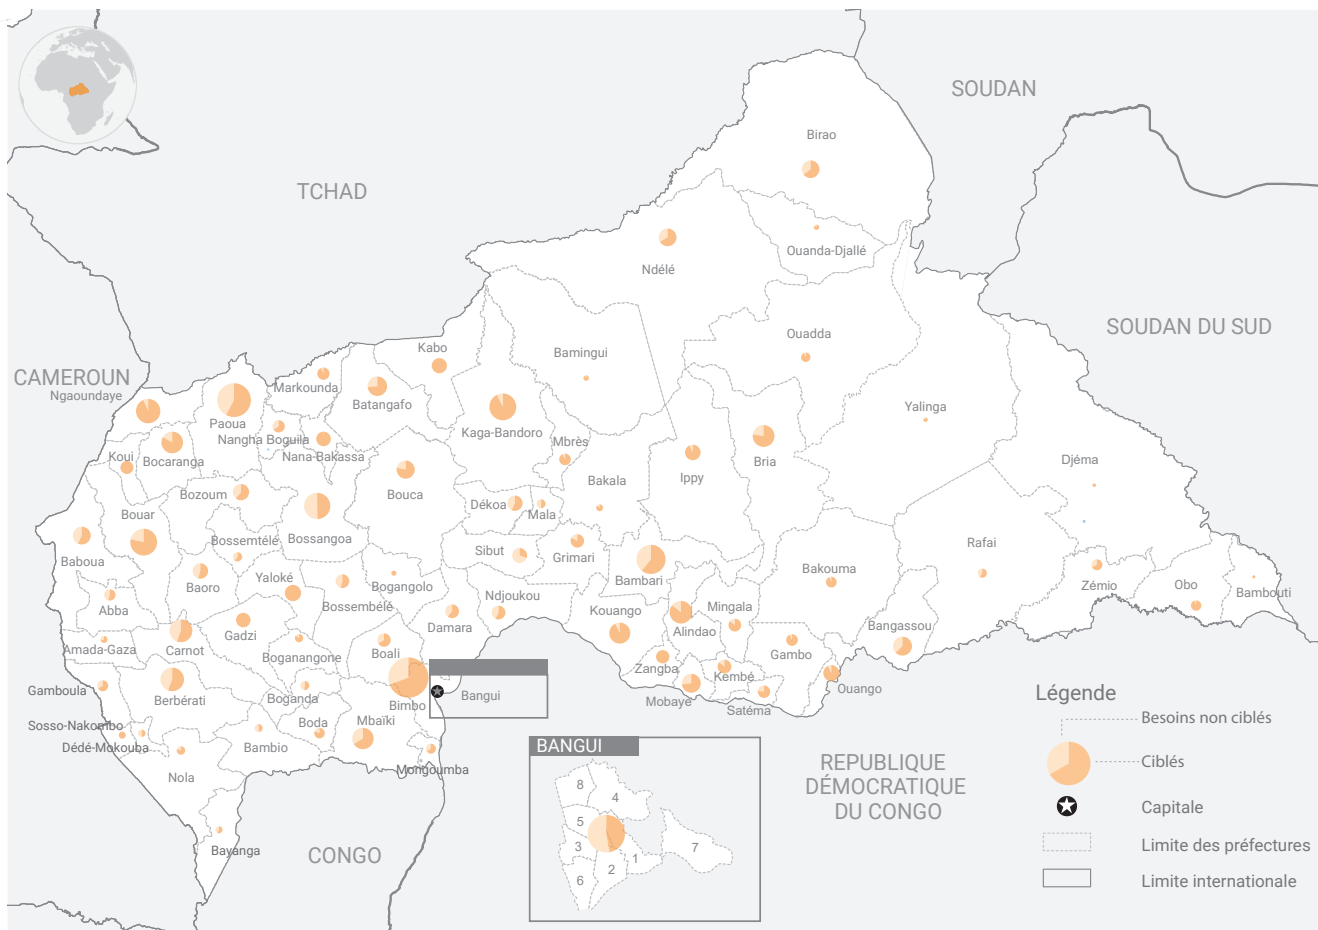 SOUDAN
Birao
TCHAD
Ouanda-Djallé
Ndélé
SOUDAN DU SUD
Ouadda
Kabo
Bamingui
CAMEROUN
Ngaoundaye
Markounda
Batangafo
Yalinga
Paoua
Kaga-Bandoro
Nangha Boguila
Mbrès
Nana-Bakassa
Koui
Bocaranga
Bria
Djéma
Bouca
Ippy
Bakala
Bozoum
Dékoa
Mala
Bouar
Bossangoa
Bossemtélé
Rafai
Baboua
Sibut
Grimari
Bakouma
Baoro
Yaloké
Bogangolo
Bambari
Zémio
Obo
Bambouti
Abba
Bossembélé
Ndjoukou
Kouango
Mingala
Damara
Gadzi
Alindao
Bangassou
Amada-Gaza
Carnot
Boganangone
Boali
Gambo
Zangba
Kembé
Ouango
Gamboula
Berbérati
Boganda
Bimbo
Bangui
Mobaye
Satéma
Sosso-Nakombo
Boda
Mbaïki
Dédé-Mokouba
Bambio
Mongoumba
Nola
Bayanga
CONGO
REPUBLIQUE
DÉMOCRATIQUE
DU CONGO
BANGUI
8
4
5
3
1
7
2
6
Légende
Besoins non ciblés
Ciblés
Capitale
Limite des préfectures
Limite internationale